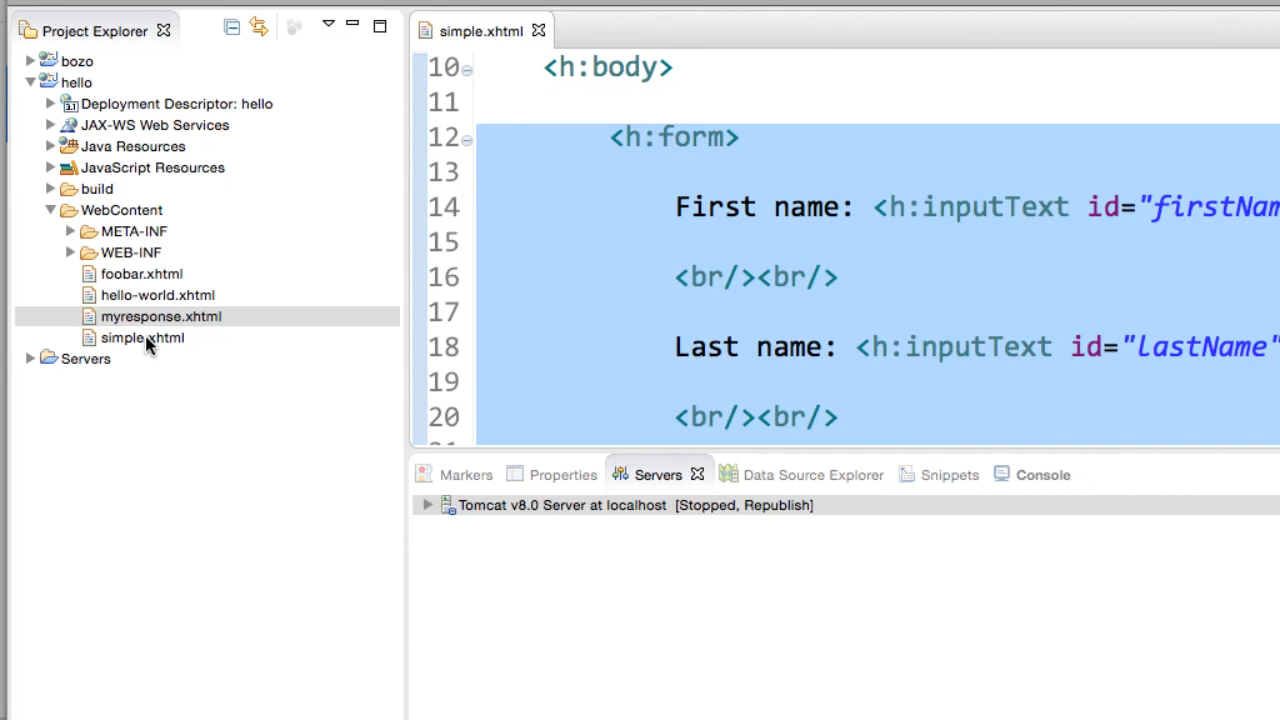 Project Explorer
bozo
hello
3.1 Deployment Descriptor: hello
JAX-WS Web Services
Java Resources
JavaScript Resources
build
WebContent
META-INF
WEB-INF
foobar.xhtml
hello-world.xhtml
myresponse.xhtml
simple.xhtml
Servers
simple.xhtml
10 <h:body>
11
12 <h:form>
13
14 First name: <h:inputText id="firstNam
15
16 <br/><br/>
17
18 Last name: <h:inputText id="lastName"
19
20 <br/><br/>
Markers Properties Servers Data Source Explorer Snippets Console
Tomcat v8.0 Server at localhost [Stopped, Republish]